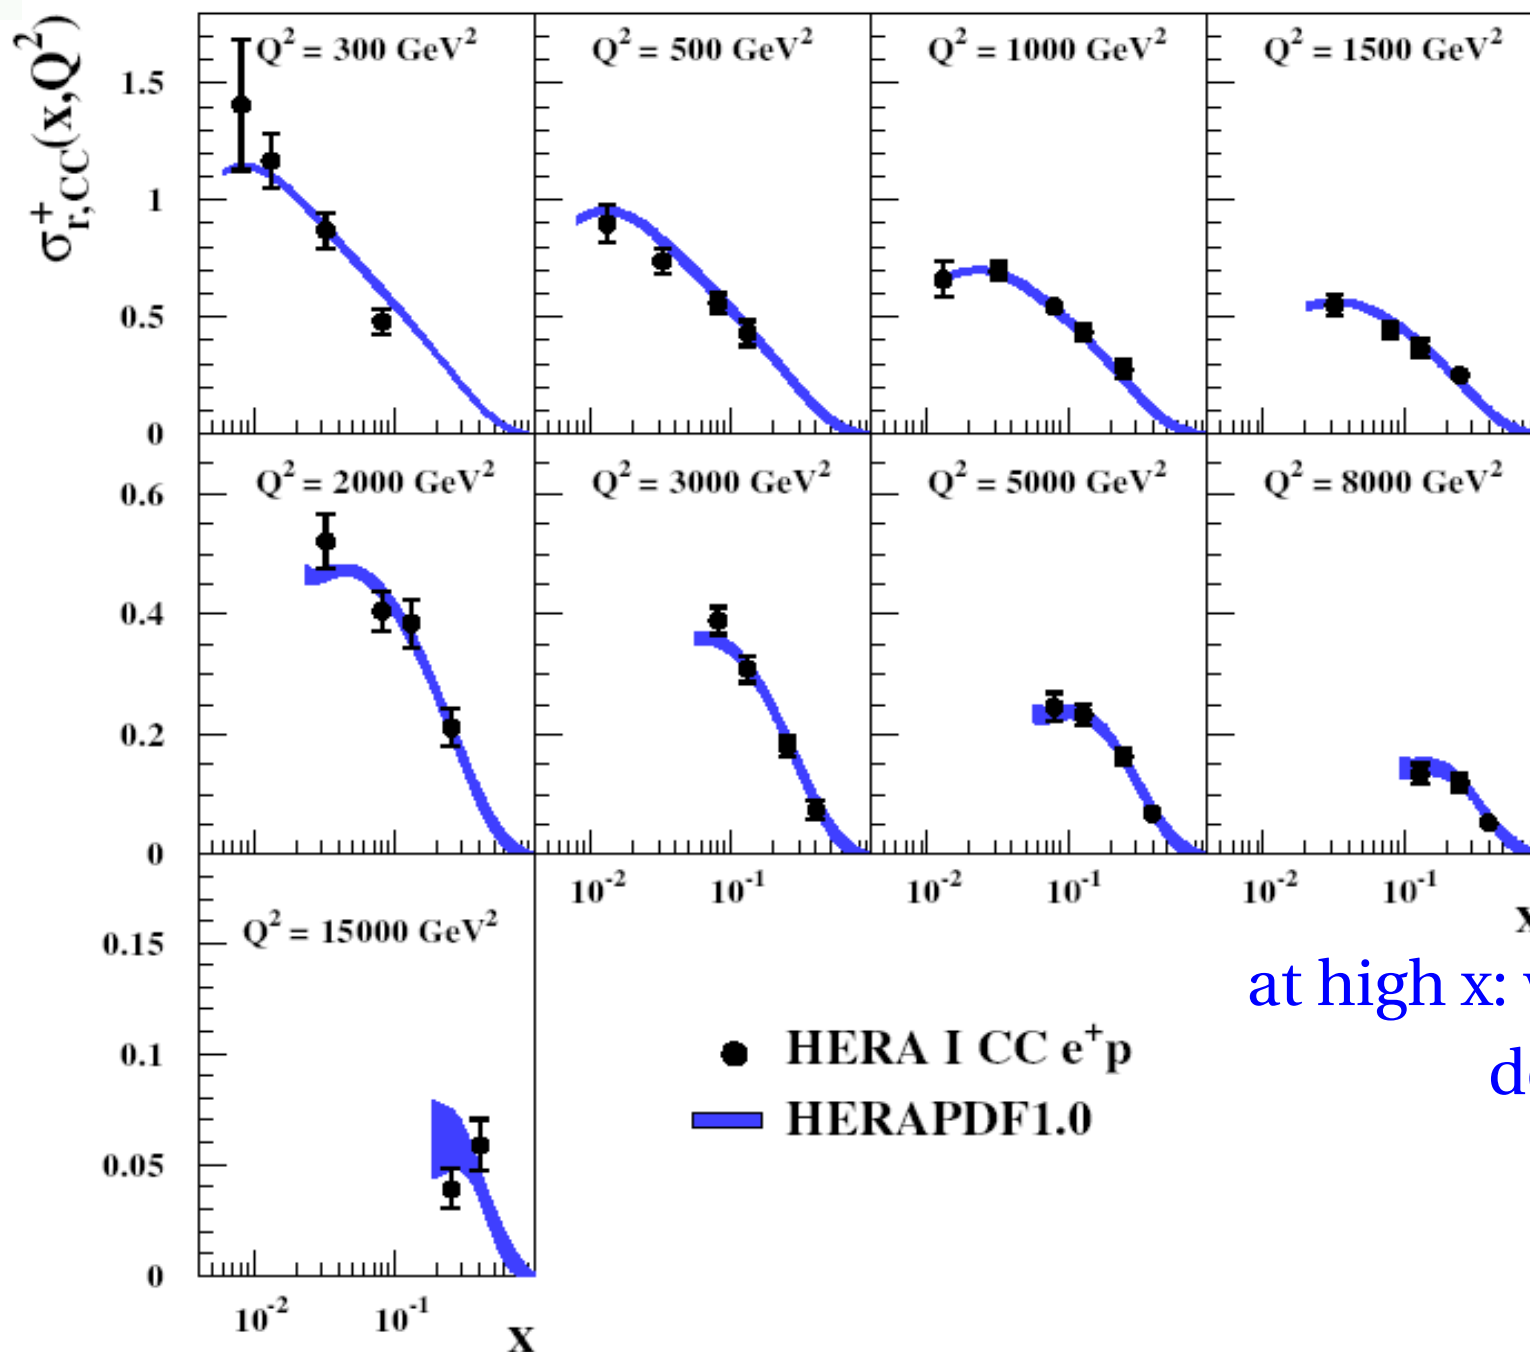 σ⁺r,CC(x,Q²)
Q² = 300 GeV²
Q² = 500 GeV²
Q² = 1000 GeV²
Q² = 1500 GeV²
1.5
1
0.5
0
Q² = 2000 GeV²
Q² = 3000 GeV²
Q² = 5000 GeV²
Q² = 8000 GeV²
0.6
0.4
0.2
0
10⁻² 10⁻¹ 10⁻² 10⁻¹ 10⁻² 10⁻¹
x
Q² = 15000 GeV²
0.15
0.1
0.05
0
10⁻² 10⁻¹
x
HERA I CC e⁺p
HERAPDF1.0
at high x: